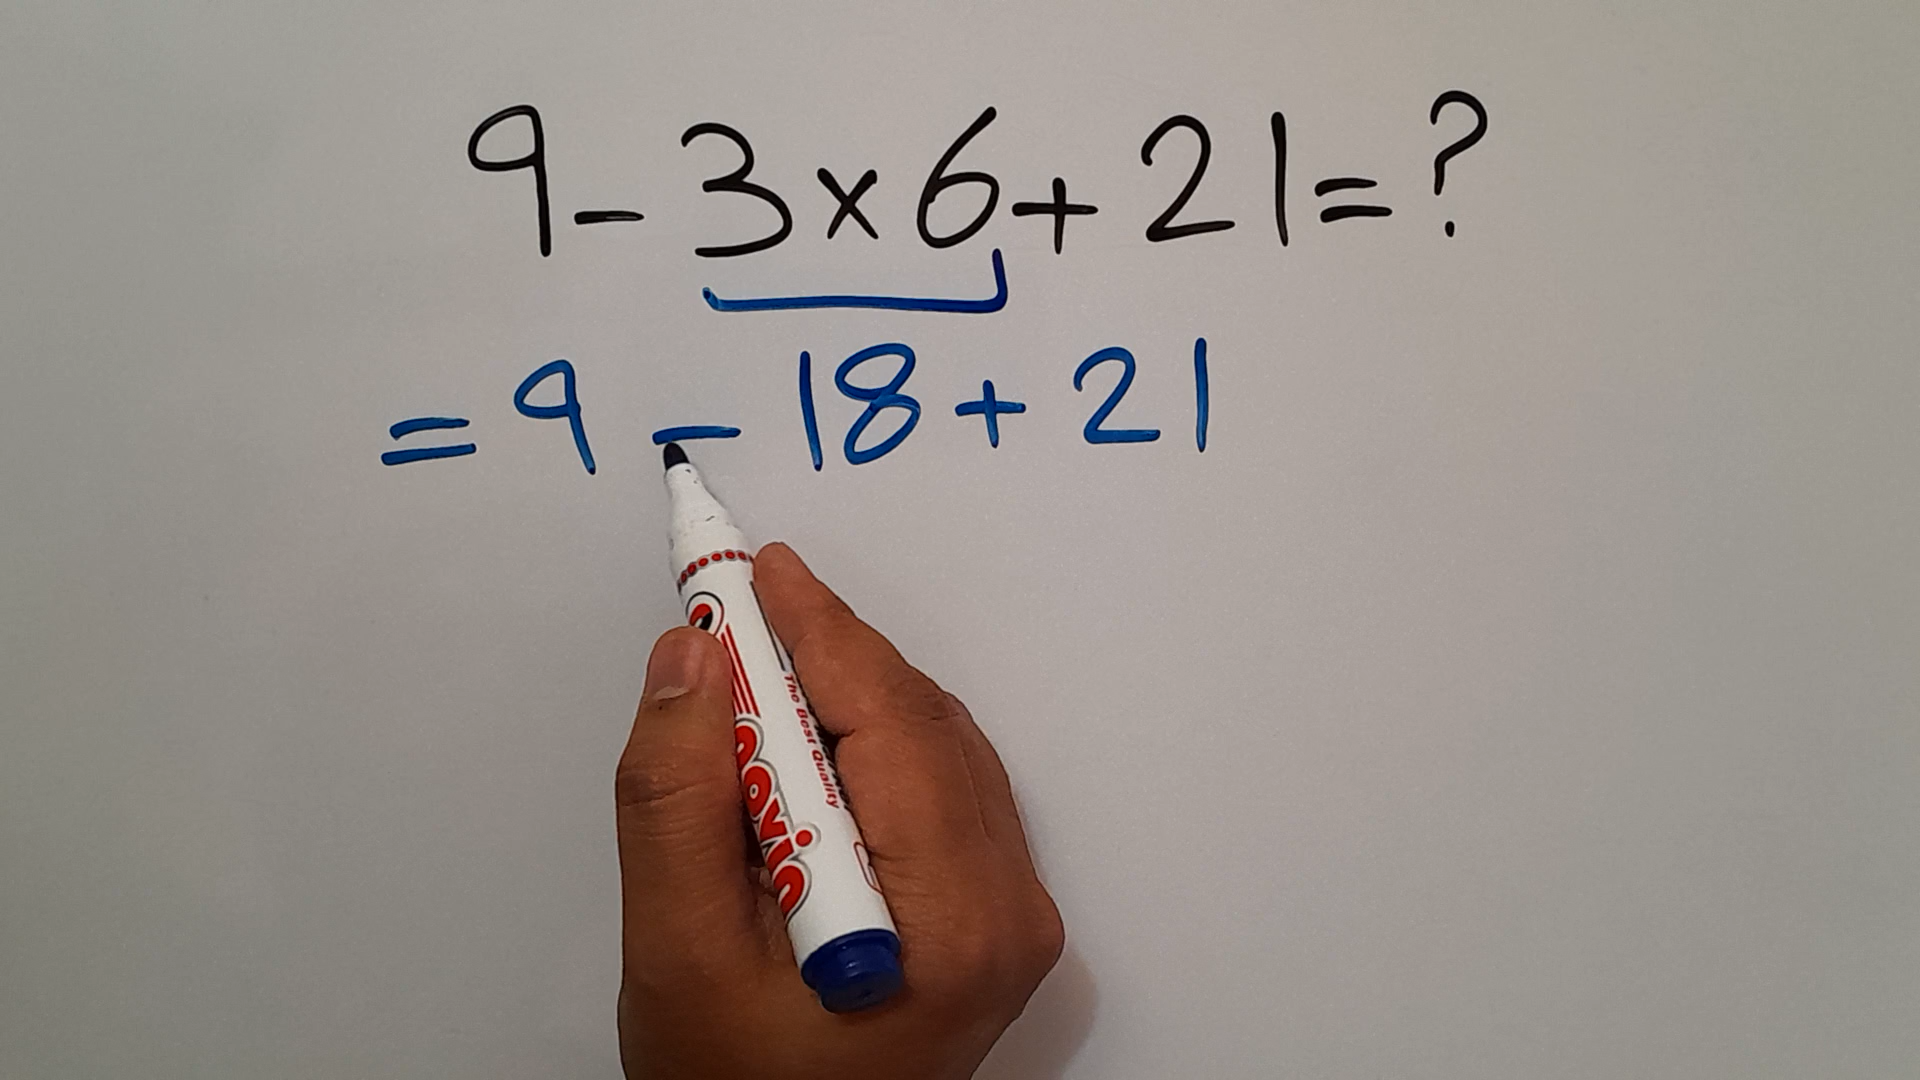 9 - 3 × 6 + 21 = ?
= 9 - 18 + 21
The Best Quality